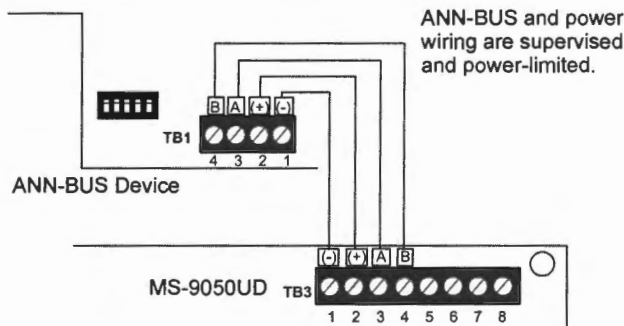 ANN-BUS and power
wiring are supervised
and power-limited.
B A (+) (-)
TB1
4 3 2 1
ANN-BUS Device
(-) (+) A B
MS-9050UD TB3
1 2 3 4 5 6 7 8